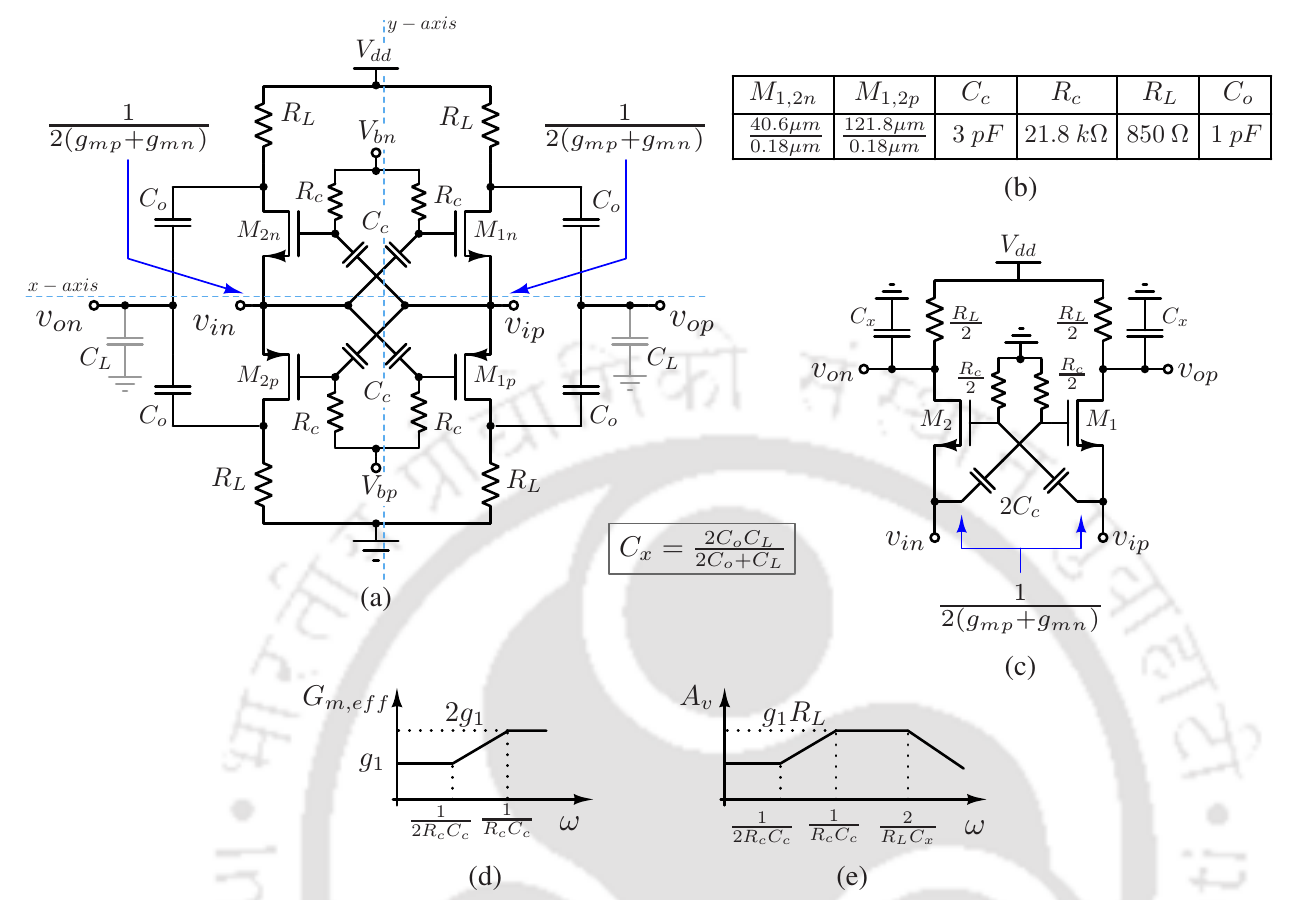 y − axis
V_dd
R_L
R_L
1
2(g_mp+g_mn)
1
2(g_mp+g_mn)
V_bn
C_o
R_c
R_c
C_o
C_c
M_2n
M_1n
x − axis
v_on
v_in
v_ip
v_op
C_L
C_L
M_2p
M_1p
C_c
C_o
R_c
R_c
C_o
R_L
V_bp
R_L
(a)
M_1,2n M_1,2p C_c R_c R_L C_o
40.6μm/0.18μm 121.8μm/0.18μm 3 pF 21.8 kΩ 850 Ω 1 pF
(b)
V_dd
C_x R_L/2 R_L/2 C_x
v_on R_c/2 R_c/2 v_op
M_2 M_1
2C_c
v_in v_ip
1
2(g_mp+g_mn)
(c)
C_x = 2C_oC_L/2C_o+C_L
G_m,eff
2g_1
g_1
1/2R_cC_c 1/R_cC_c ω
(d)
A_v
g_1R_L
1/2R_cC_c 1/R_cC_c 2/R_LC_x ω
(e)